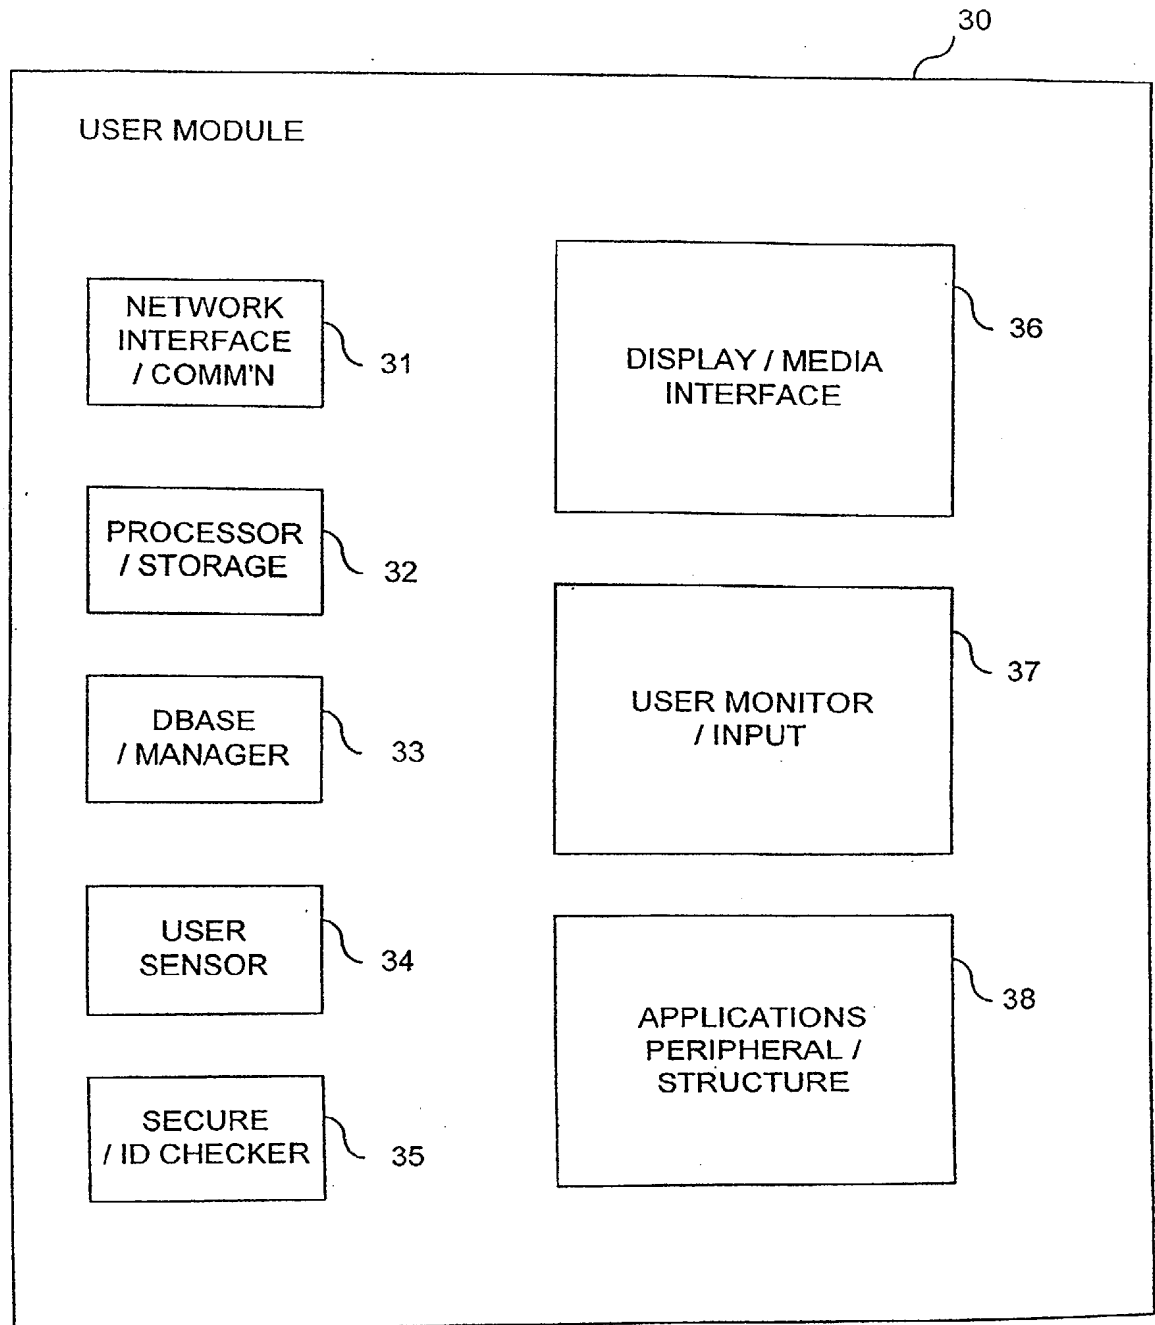 30
USER MODULE
NETWORK
INTERFACE
/ COMM'N
31
PROCESSOR
/ STORAGE
32
DBASE
/ MANAGER
33
USER
SENSOR
34
SECURE
/ ID CHECKER
35
DISPLAY / MEDIA
INTERFACE
36
USER MONITOR
/ INPUT
37
APPLICATIONS
PERIPHERAL /
STRUCTURE
38